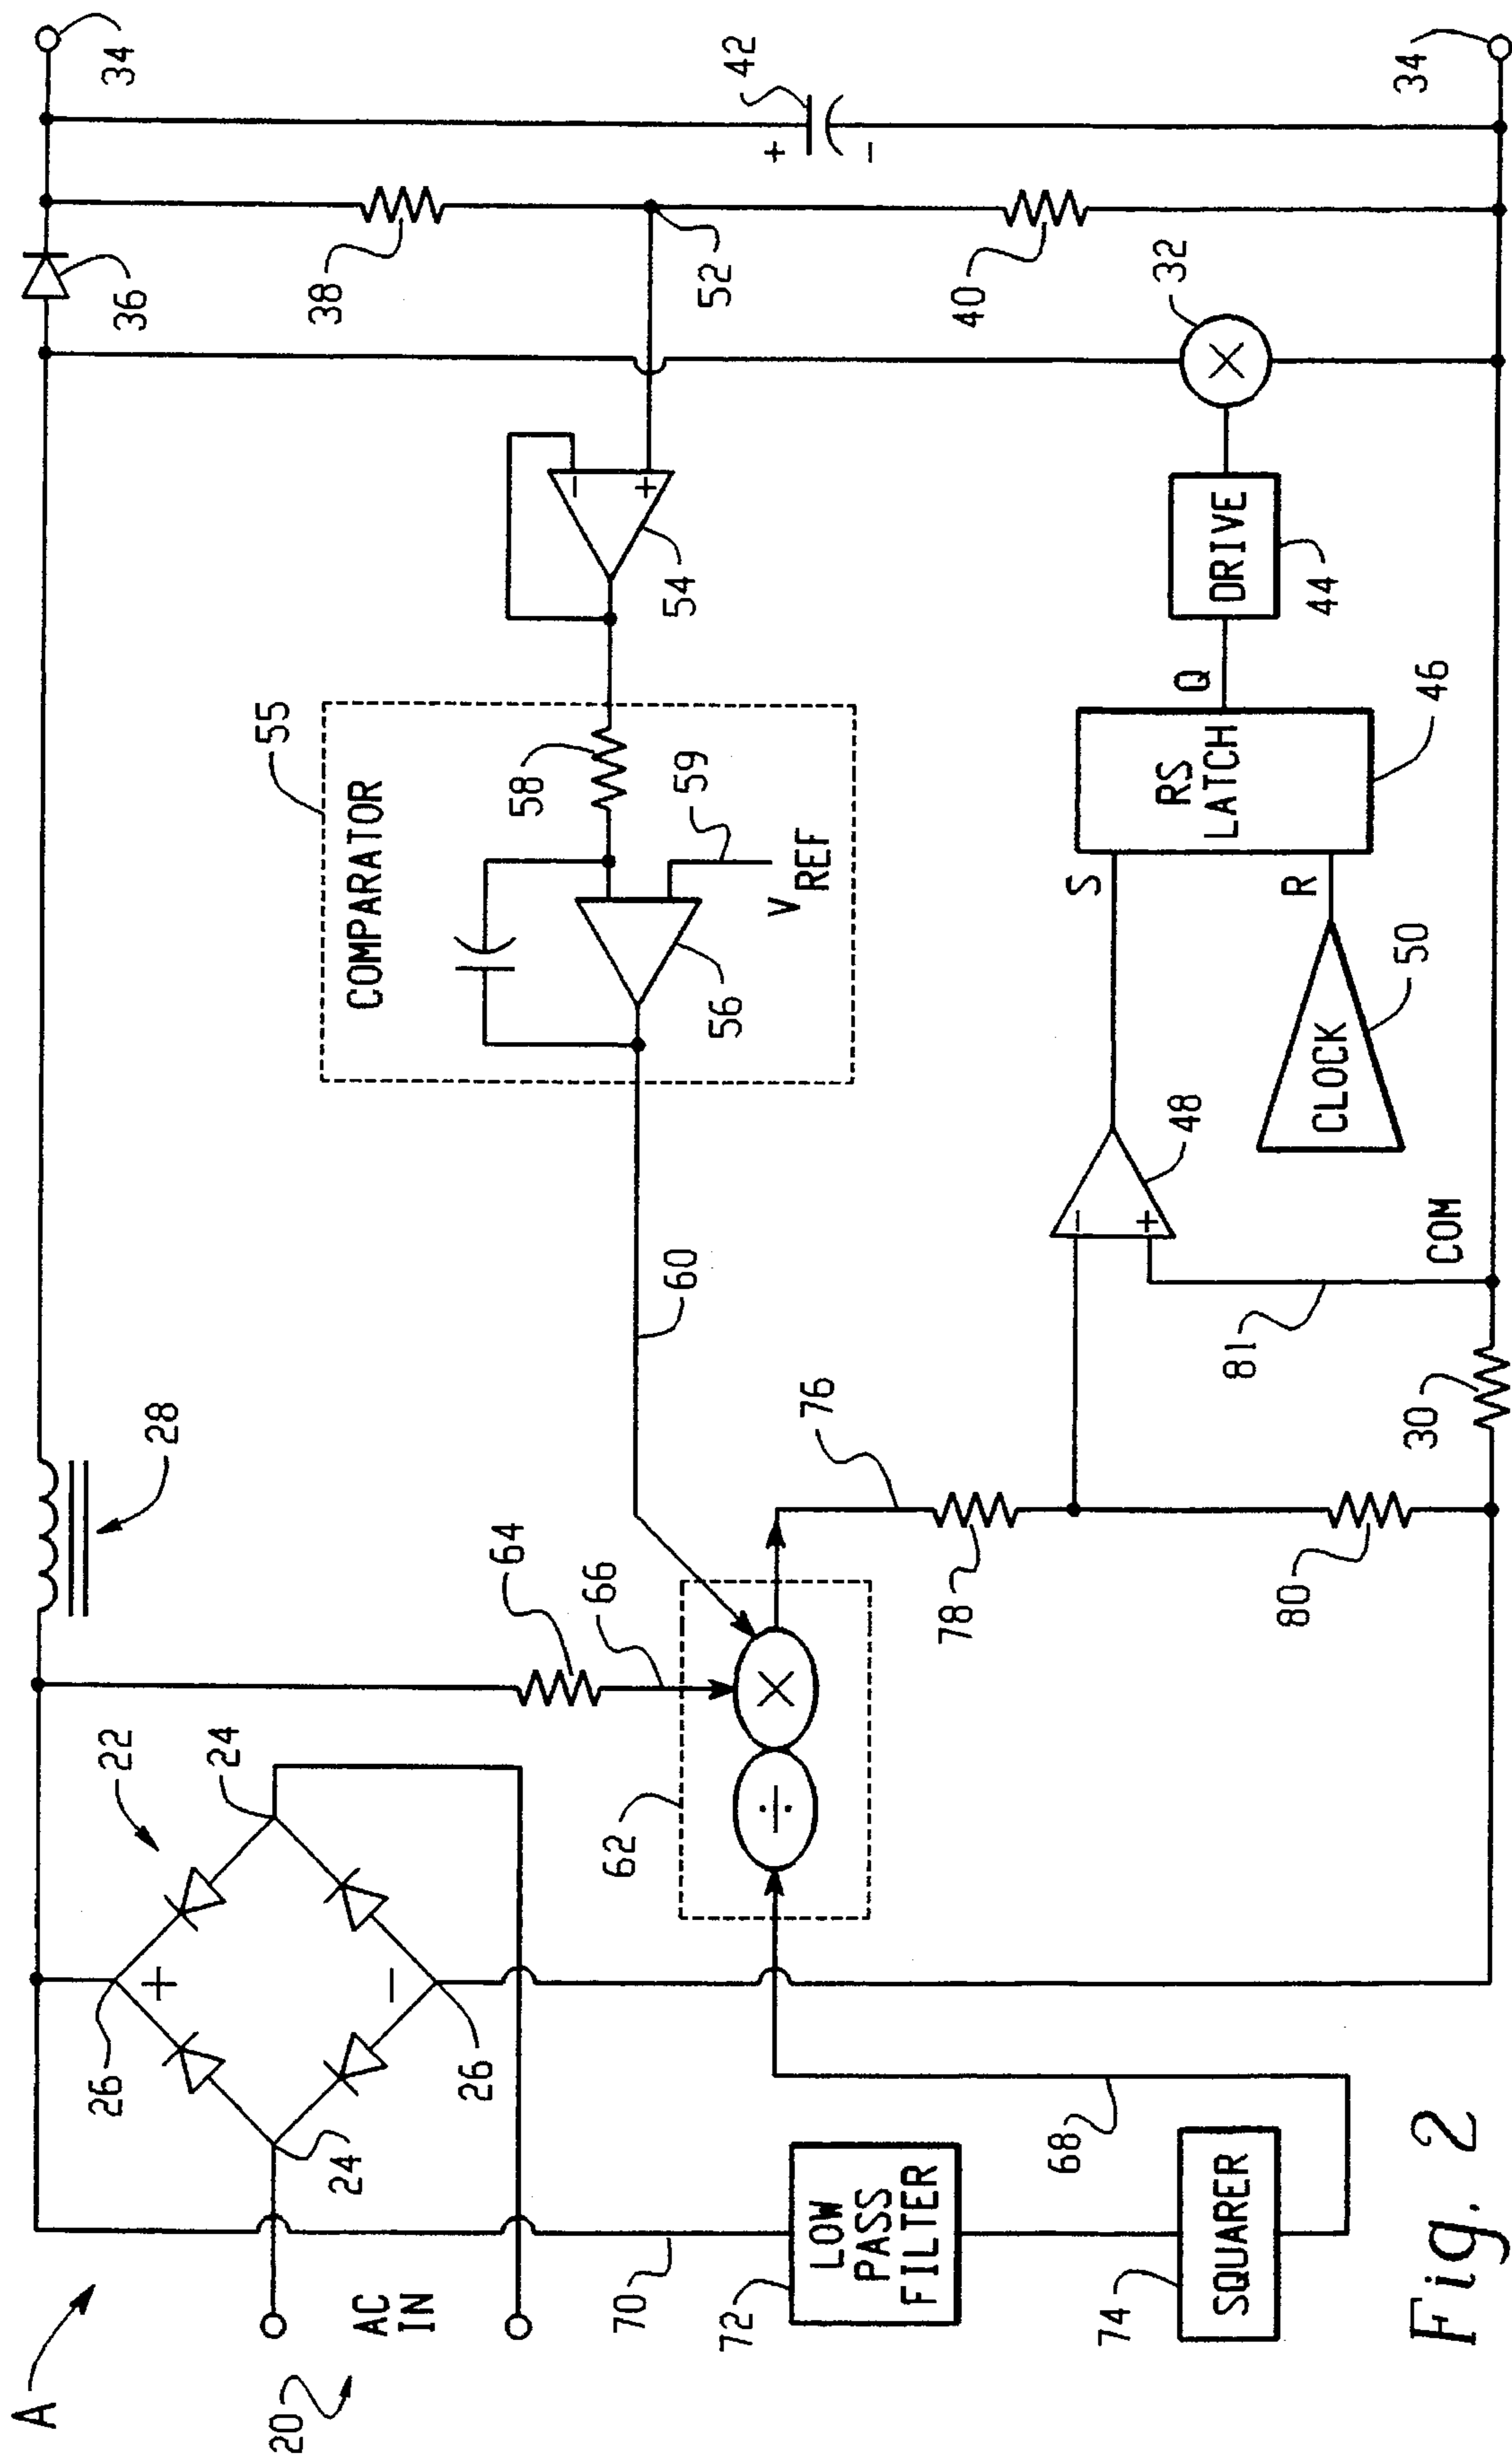 A
20
AC
IN
22
24
24
26
26
+
−
28
64
66
62
÷
×
70
LOW
PASS
FILTER
72
SQUARER
74
68
76
78
80
30
60
55
COMPARATOR
58
59
V REF
56
54
−
+
48
−
+
81
COM
CLOCK
50
S
R
RS
LATCH
46
Q
DRIVE
44
×
32
36
38
52
40
42
+
−
34
34
Fig. 2